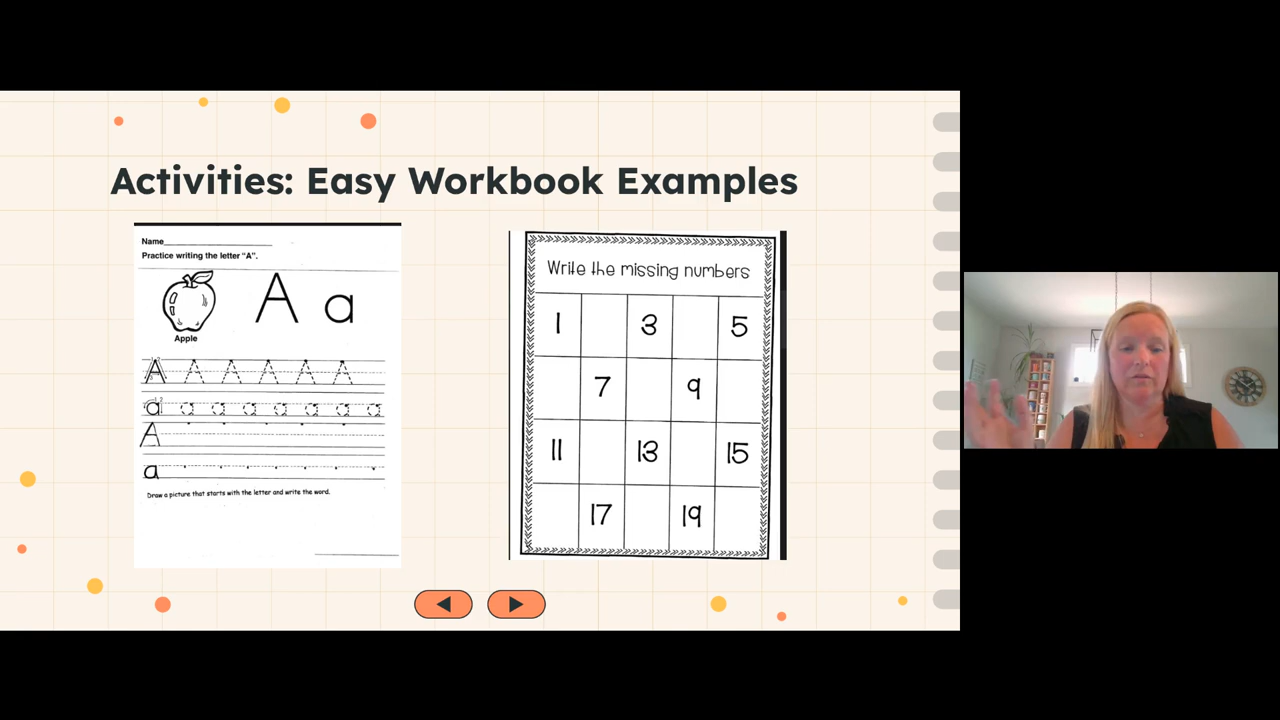 Activities: Easy Workbook Examples
Name
Practice writing the letter "A".
A a
Apple
A A A A A A
a a a a a a a
A
a
Draw a picture that starts with the letter and write the word.
Write the missing numbers
1 3 5
7 9
11 13 15
17 19